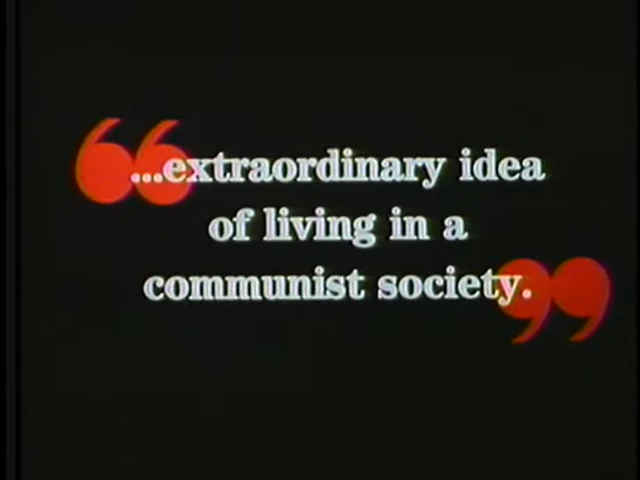 “...extraordinary idea
of living in a
communist society.”